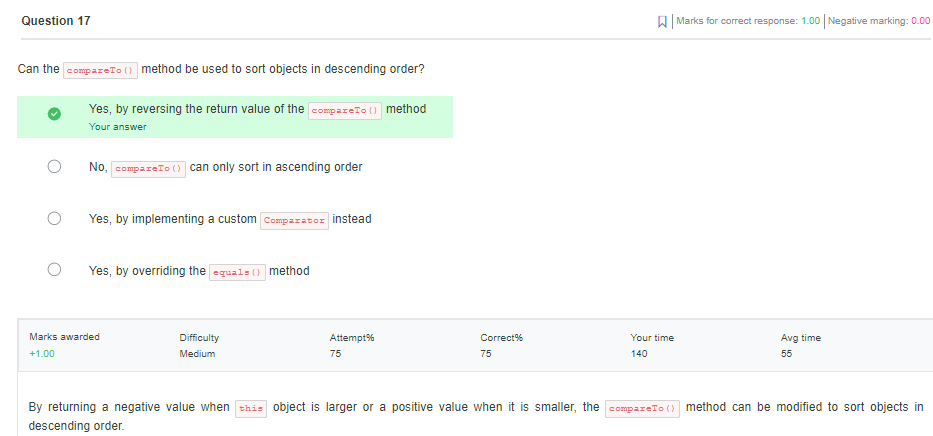 Question 17
Marks for correct response: 1.00 Negative marking: 0.00
Can the compareTo() method be used to sort objects in descending order?
Yes, by reversing the return value of the compareTo() method
Your answer
No, compareTo() can only sort in ascending order
Yes, by implementing a custom Comparator instead
Yes, by overriding the equals() method
Marks awarded Difficulty Attempt% Correct% Your time Avg time
+1.00 Medium 75 75 140 55
By returning a negative value when this object is larger or a positive value when it is smaller, the compareTo() method can be modified to sort objects in
descending order.